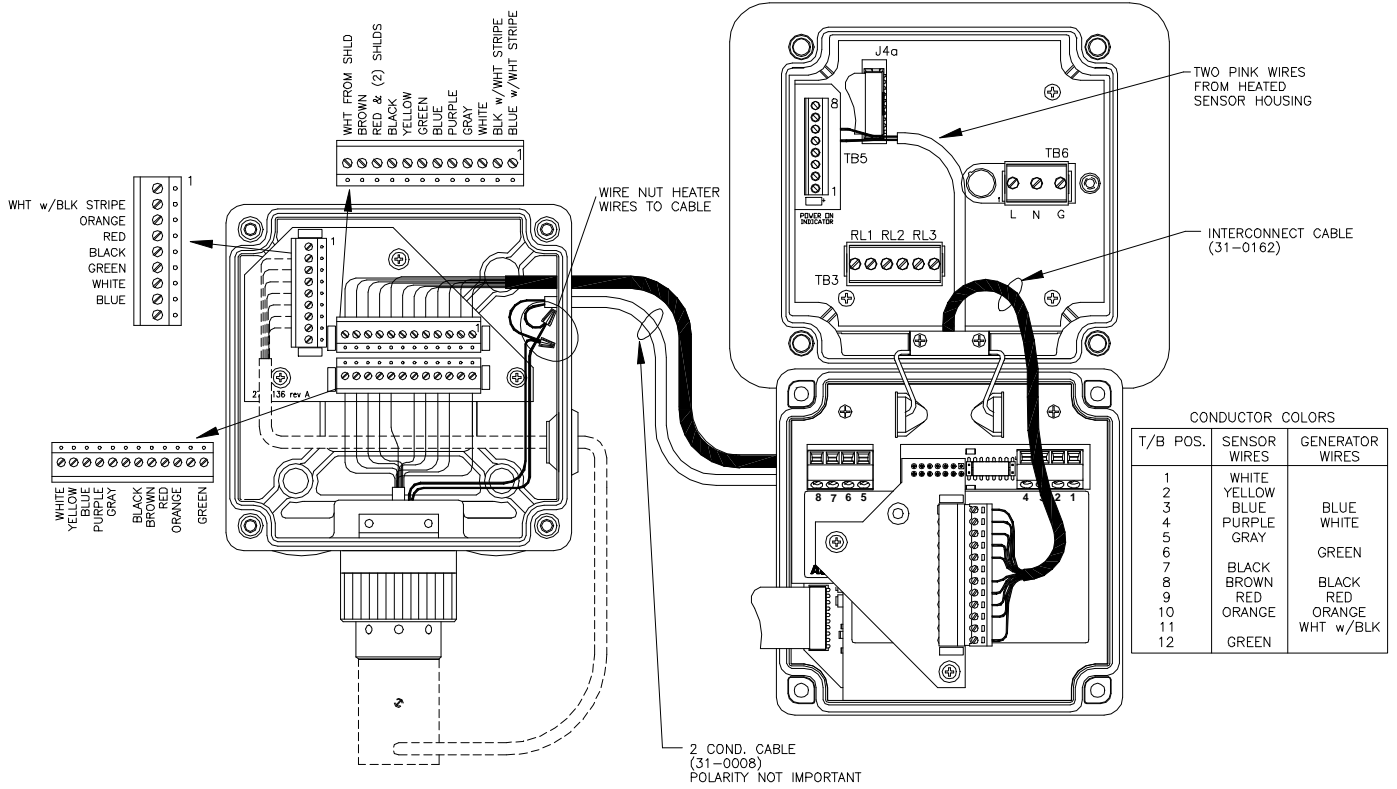 WHT FROM SHLD
BROWN
RED & (2) SHLDS
BLACK
YELLOW
GREEN
BLUE
PURPLE
GRAY
WHITE
BLK w/WHT STRIPE
BLUE w/WHT STRIPE
1
1
WHT w/BLK STRIPE
ORANGE
RED
BLACK
GREEN
WHITE
BLUE
1
1
136 rev A
WHITE
YELLOW
BLUE
PURPLE
GRAY
BLACK
BROWN
RED
ORANGE
GREEN
WIRE NUT HEATER
WIRES TO CABLE
J4a
8
TB5
1
+
POWER ON
INDICATOR
TWO PINK WIRES
FROM HEATED
SENSOR HOUSING
TB6
1
L N G
RL1 RL2 RL3
TB3
INTERCONNECT CABLE
(31-0162)
8 7 6 5
4 3 2 1
2 COND. CABLE
(31-0008)
POLARITY NOT IMPORTANT
CONDUCTOR COLORS
T/B POS. SENSOR WIRES GENERATOR WIRES
1 WHITE
2 YELLOW
3 BLUE BLUE
4 PURPLE WHITE
5 GRAY
6 GREEN
7 BLACK
8 BROWN BLACK
9 RED RED
10 ORANGE ORANGE
11 WHT w/BLK
12 GREEN